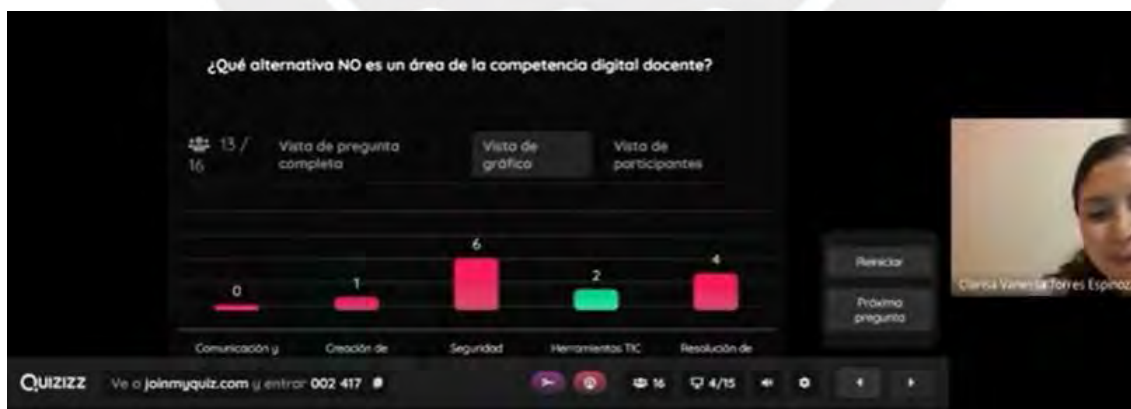 ¿Qué alternativa NO es un área de la competencia digital docente?
13 /
16
Vista de pregunta
completa
Vista de
gráfico
Vista de
participantes
0
1
6
2
4
Comunicación y
Creación de
Seguridad
Herramientas TIC
Resolución de
Reiniciar
Próxima
pregunta
Clarisa Vanessa Torres Espinoz
QUIZIZZ
Ve a joinmyquiz.com y entrar 002 417
16
4/15